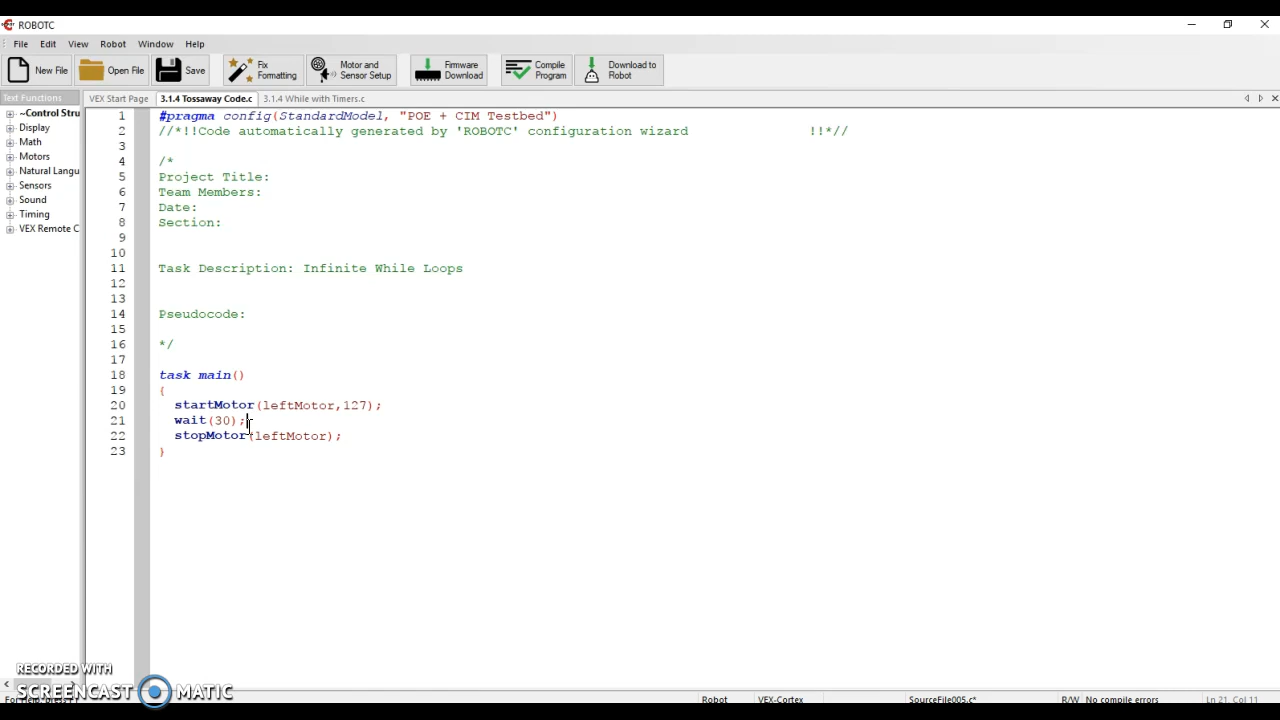 ROBOTC
File Edit View Robot Window Help
New File Open File Save Fix Formatting Motor and Sensor Setup Firmware Download Compile Program Download to Robot
Text Functions VEX Start Page 3.1.4 Tossaway Code.c 3.1.4 While with Timers.c
~Control Stru
Display
Math
Motors
Natural Langu
Sensors
Sound
Timing
VEX Remote C
1 #pragma config(StandardModel, "POE + CIM Testbed")
2 //*!!Code automatically generated by 'ROBOTC' configuration wizard !!*//
3
4 /*
5 Project Title:
6 Team Members:
7 Date:
8 Section:
9
10
11 Task Description: Infinite While Loops
12
13
14 Pseudocode:
15
16 */
17
18 task main()
19 {
20 startMotor(leftMotor,127);
21 wait(30);
22 stopMotor(leftMotor);
23 }
RECORDED WITH
SCREENCAST MATIC
Robot VEX-Cortex SourceFile005.c* R/W No compile errors Ln 21, Col 11